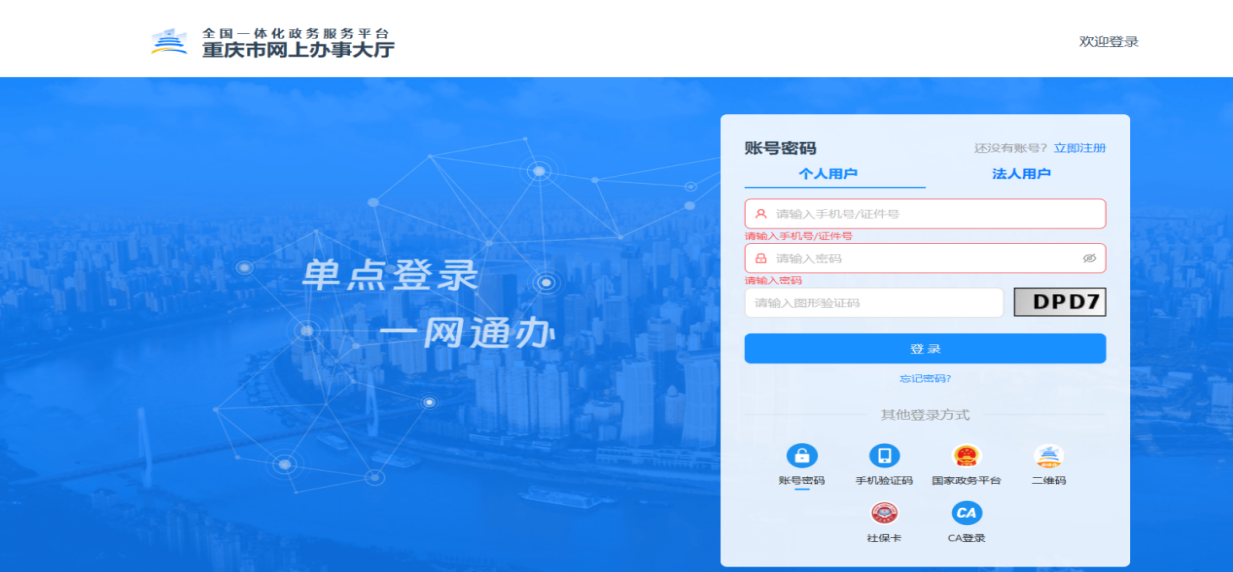 全国一体化政务服务平台
重庆市网上办事大厅
欢迎登录
单点登录
一网通办
账号密码
还没有账号? 立即注册
个人用户 法人用户
请输入手机号/证件号
请输入手机号/证件号
请输入密码
请输入密码
请输入图形验证码 DPD7
登录
忘记密码?
其他登录方式
账号密码 手机验证码 国家政务平台 二维码
CA
社保卡 CA登录